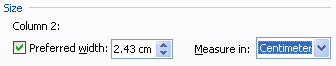 Size
Column 2:
Preferred width: 2.43 cm Measure in: Centimeter